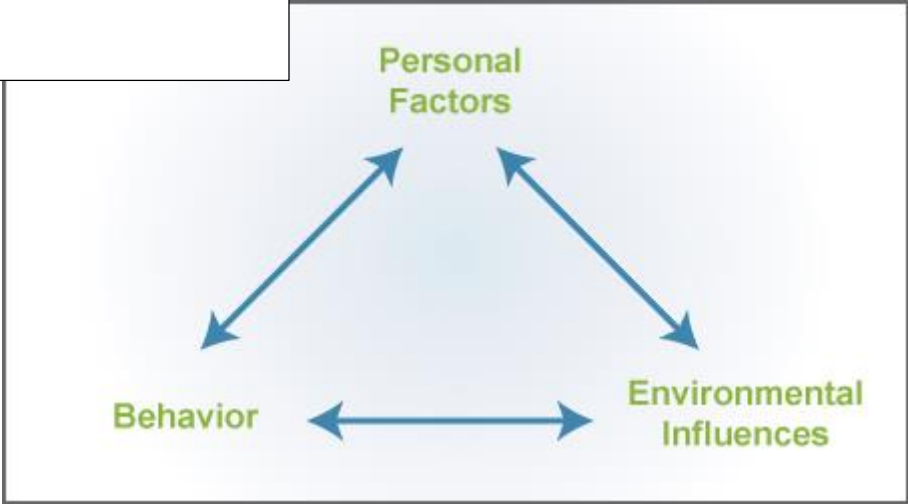 Personal
Factors
Behavior
Environmental
Influences